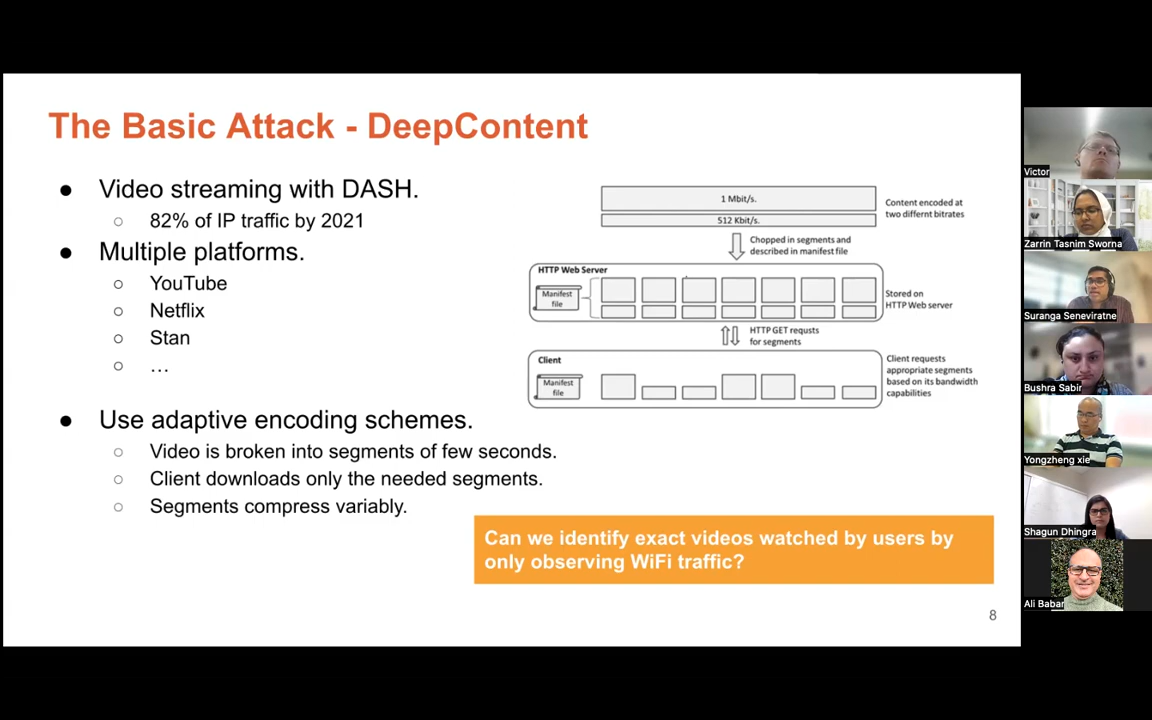 The Basic Attack - DeepContent
● Video streaming with DASH.
○ 82% of IP traffic by 2021
● Multiple platforms.
○ YouTube
○ Netflix
○ Stan
○ …
● Use adaptive encoding schemes.
○ Video is broken into segments of few seconds.
○ Client downloads only the needed segments.
○ Segments compress variably.
1 Mbit/s.
512 Kbit/s.
Content encoded at
two differnt bitrates
Chopped in segments and
described in manifest file
HTTP Web Server
Manifest
file
Stored on
HTTP Web server
HTTP GET requsts
for segments
Client
Manifest
file
Client requests
appropriate segments
based on its bandwidth
capabilities
Can we identify exact videos watched by users by
only observing WiFi traffic?
8
Victor
Zarrin Tasnim Sworna
Suranga Seneviratne
Bushra Sabir
Yongzheng xie
Shagun Dhingra
Ali Babar